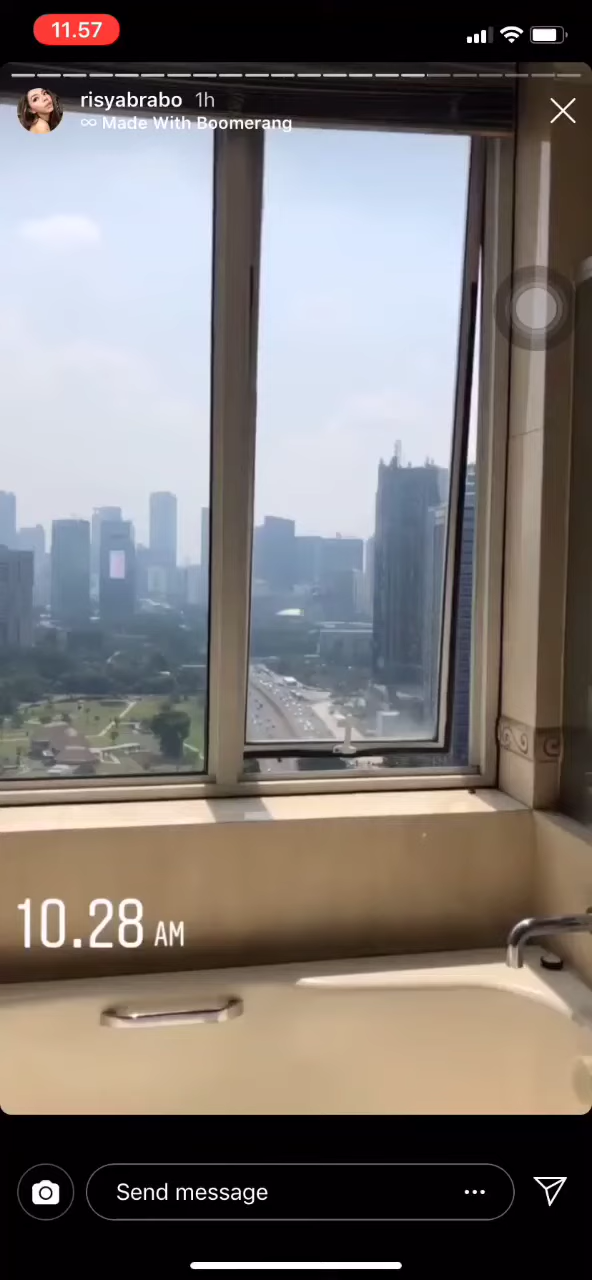 11.57
risyabrabo 1h
∞ Made With Boomerang
10.28 AM
Send message